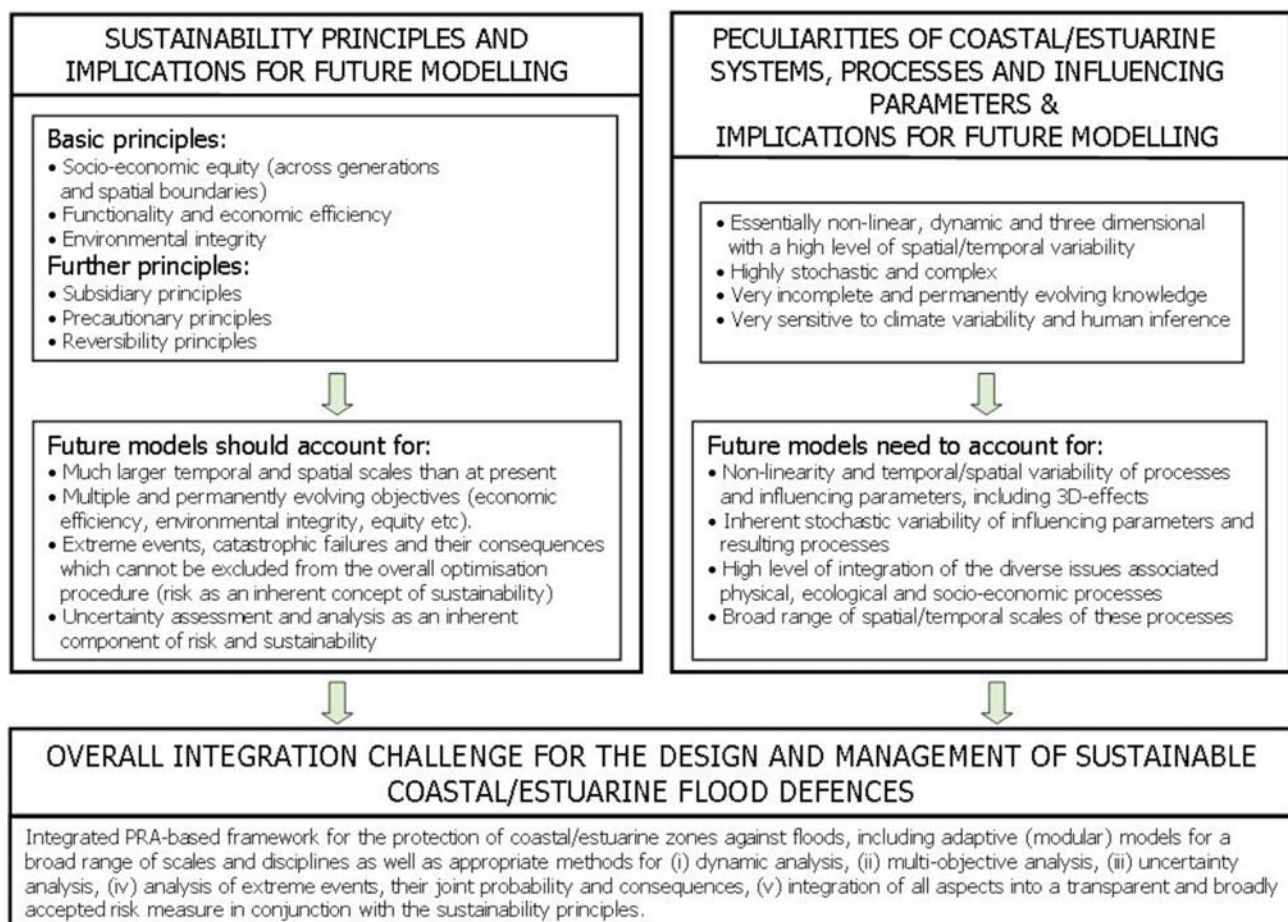 SUSTAINABILITY PRINCIPLES AND
IMPLICATIONS FOR FUTURE MODELLING
Basic principles:
• Socio-economic equity (across generations
and spatial boundaries)
• Functionality and economic efficiency
• Environmental integrity
Further principles:
• Subsidiary principles
• Precautionary principles
• Reversibility principles
Future models should account for:
• Much larger temporal and spatial scales than at present
• Multiple and permanently evolving objectives (economic
efficiency, environmental integrity, equity etc).
• Extreme events, catastrophic failures and their consequences
which cannot be excluded from the overall optimisation
procedure (risk as an inherent concept of sustainability)
• Uncertainty assessment and analysis as an inherent
component of risk and sustainability
PECULIARITIES OF COASTAL/ESTUARINE
SYSTEMS, PROCESSES AND INFLUENCING
PARAMETERS &
IMPLICATIONS FOR FUTURE MODELLING
• Essentially non-linear, dynamic and three dimensional
with a high level of spatial/temporal variability
• Highly stochastic and complex
• Very incomplete and permanently evolving knowledge
• Very sensitive to climate variability and human inference
Future models need to account for:
• Non-linearity and temporal/spatial variability of processes
and influencing parameters, including 3D-effects
• Inherent stochastic variability of influencing parameters and
resulting processes
• High level of integration of the diverse issues associated
physical, ecological and socio-economic processes
• Broad range of spatial/temporal scales of these processes
OVERALL INTEGRATION CHALLENGE FOR THE DESIGN AND MANAGEMENT OF SUSTAINABLE
COASTAL/ESTUARINE FLOOD DEFENCES
Integrated PRA-based framework for the protection of coastal/estuarine zones against floods, including adaptive (modular) models for a
broad range of scales and disciplines as well as appropriate methods for (i) dynamic analysis, (ii) multi-objective analysis, (iii) uncertainty
analysis, (iv) analysis of extreme events, their joint probability and consequences, (v) integration of all aspects into a transparent and broadly
accepted risk measure in conjunction with the sustainability principles.